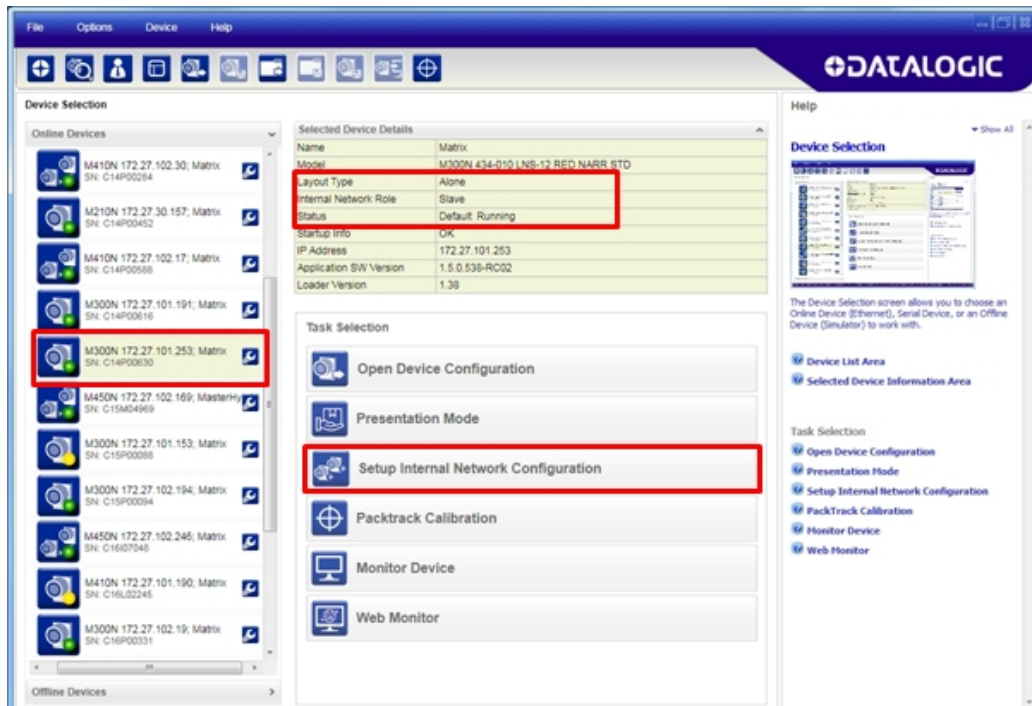 File Options Device Help
DATALOGIC
Device Selection
Online Devices
M410N 172.27.102.30; Matrix
SN: C14P00284
M210N 172.27.30.157; Matrix
SN: C14P00452
M410N 172.27.102.17; Matrix
SN: C14P00586
M300N 172.27.101.191; Matrix
SN: C14P00616
M300N 172.27.101.253; Matrix
SN: C14P00630
M450N 172.27.102.169; MasterHy
SN: C15M04969
M300N 172.27.101.153; Matrix
SN: C15P00088
M300N 172.27.102.194; Matrix
SN: C15P00094
M450N 172.27.102.246; Matrix
SN: C16I07048
M410N 172.27.101.190; Matrix
SN: C16L02245
M300N 172.27.102.19; Matrix
SN: C16P00331
Offline Devices
Selected Device Details
Name Matrix
Model M300N 434-010 LNS-12 RED NARR STD
Layout Type Alone
Internal Network Role Slave
Status Default Running
Startup Info OK
IP Address 172.27.101.253
Application SW Version 1.5.0.538-RC02
Loader Version 1.38
Task Selection
Open Device Configuration
Presentation Mode
Setup Internal Network Configuration
Packtrack Calibration
Monitor Device
Web Monitor
Help
Show All
Device Selection
The Device Selection screen allows you to choose an
Online Device (Ethernet), Serial Device, or an Offline
Device (Simulator) to work with.
Device List Area
Selected Device Information Area
Task Selection
Open Device Configuration
Presentation Mode
Setup Internal Network Configuration
PackTrack Calibration
Monitor Device
Web Monitor